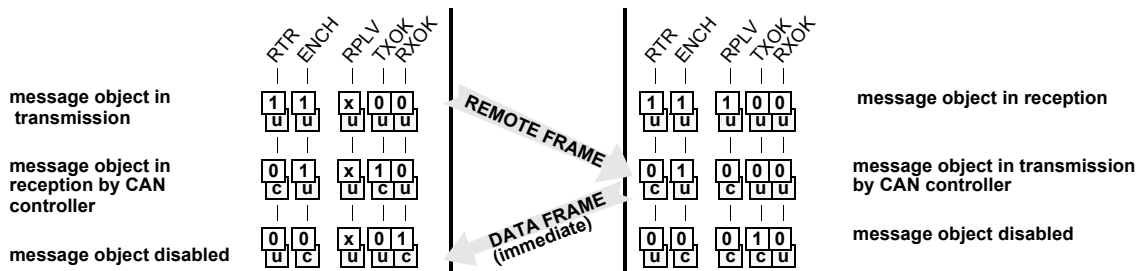 RTR ENCH RPLV TXOK RXOK
RTR ENCH RPLV TXOK RXOK
message object in
transmission
1 1 x 0 0
u u u u u
REMOTE FRAME
1 1 1 0 0
u u u u u
message object in reception
message object in
reception by CAN
controller
0 1 x 1 0
c u u c u
0 1 0 0 0
c u c u u
message object in transmission
by CAN controller
DATA FRAME
(immediate)
message object disabled
0 0 x 0 1
u c u u c
0 0 0 1 0
u c c c u
message object disabled